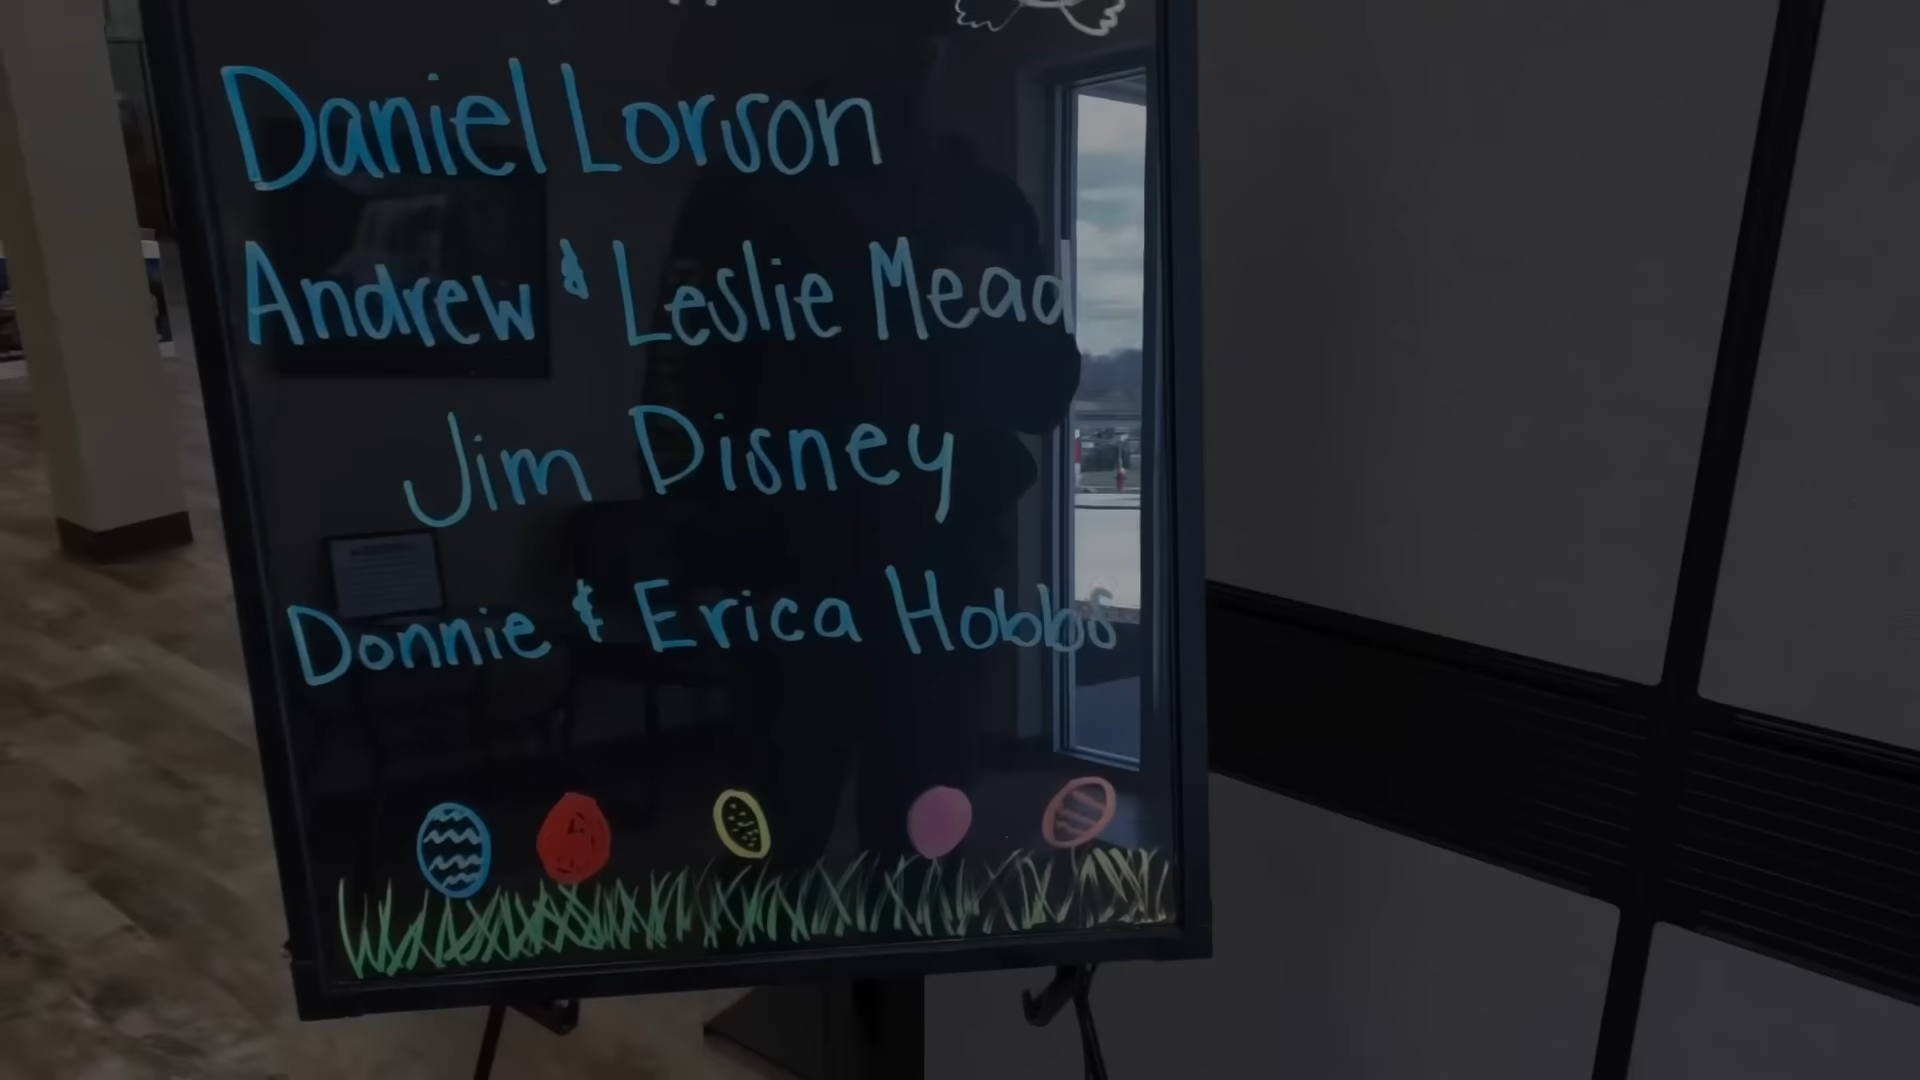 Daniel Lorson
Andrew & Leslie Mead
Jim Disney
Donnie & Erica Hobbs